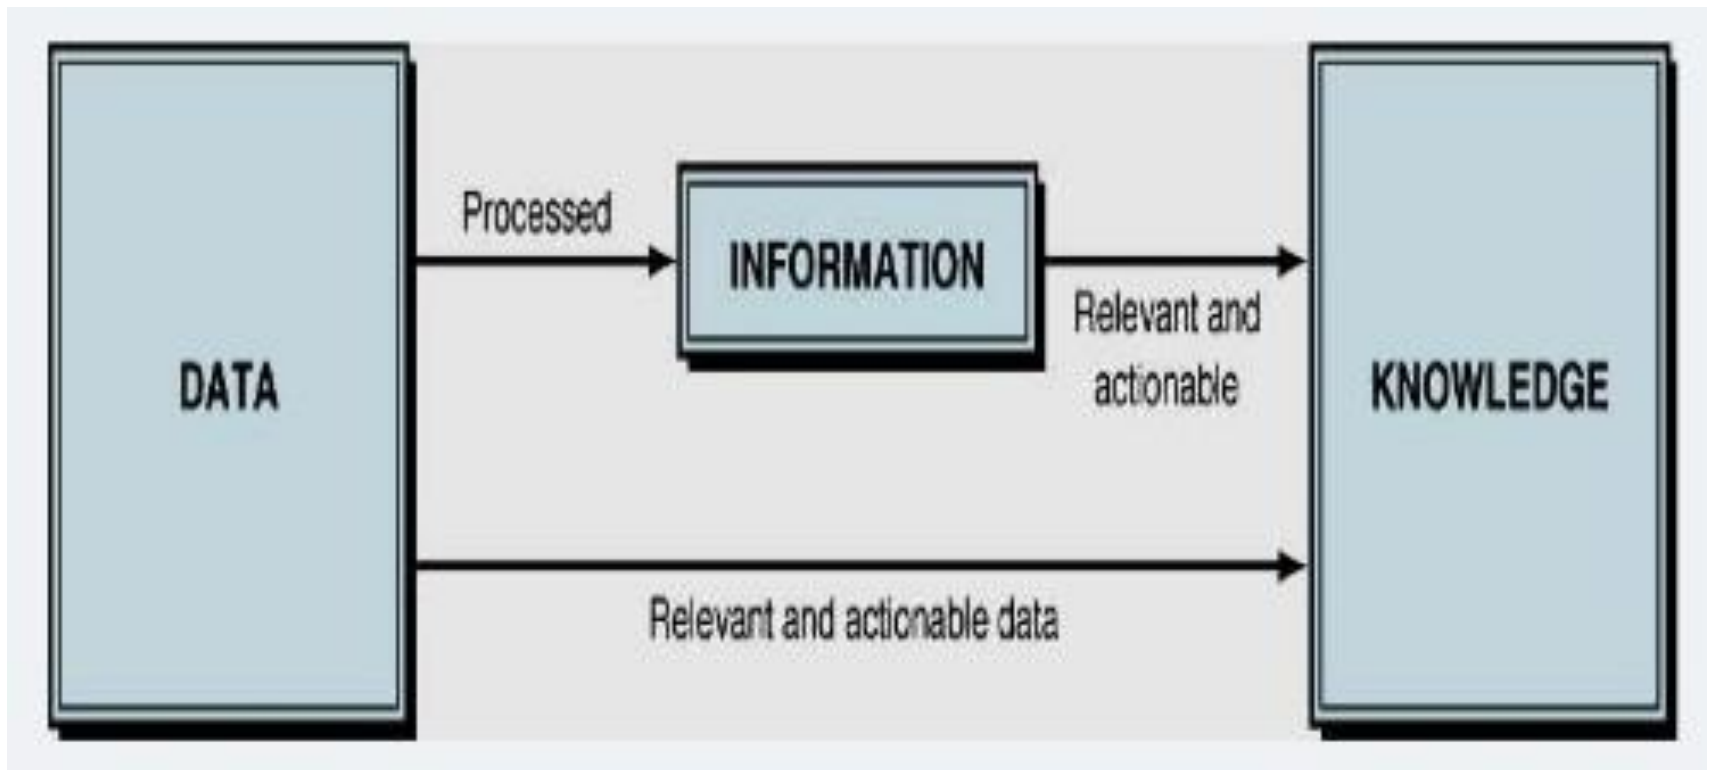 DATA
Processed
INFORMATION
Relevant and
actionable
KNOWLEDGE
Relevant and actionable data